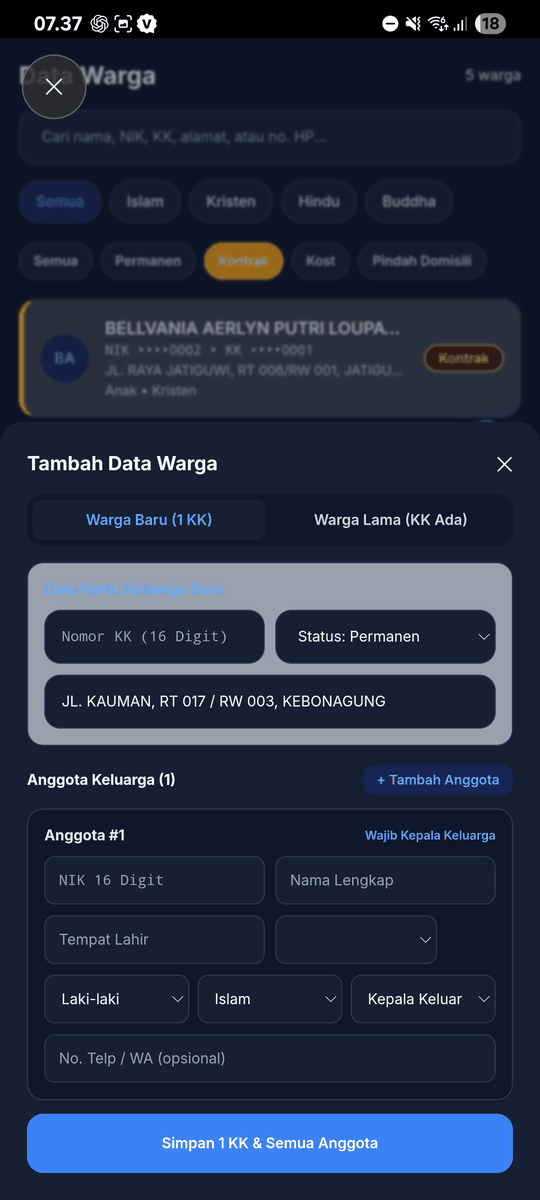 07.37
18
Data Warga
5 warga
Cari nama, NIK, KK, alamat, atau no. HP...
Semua Islam Kristen Hindu Buddha
Semua Permanen Kontrak Kost Pindah Domisili
BELLVANIA AERLYN PUTRI LOUPA...
BA
NIK ••••0002 • KK ••••0001
Kontrak
JL. RAYA JATIGUWI, RT 006/RW 001, JATIGU...
Anak • Kristen
Tambah Data Warga
Warga Baru (1 KK) Warga Lama (KK Ada)
Data Kartu Keluarga Baru
Nomor KK (16 Digit) Status: Permanen
JL. KAUMAN, RT 017 / RW 003, KEBONAGUNG
Anggota Keluarga (1) + Tambah Anggota
Anggota #1 Wajib Kepala Keluarga
NIK 16 Digit Nama Lengkap
Tempat Lahir
Laki-laki Islam Kepala Keluar
No. Telp / WA (opsional)
Simpan 1 KK & Semua Anggota